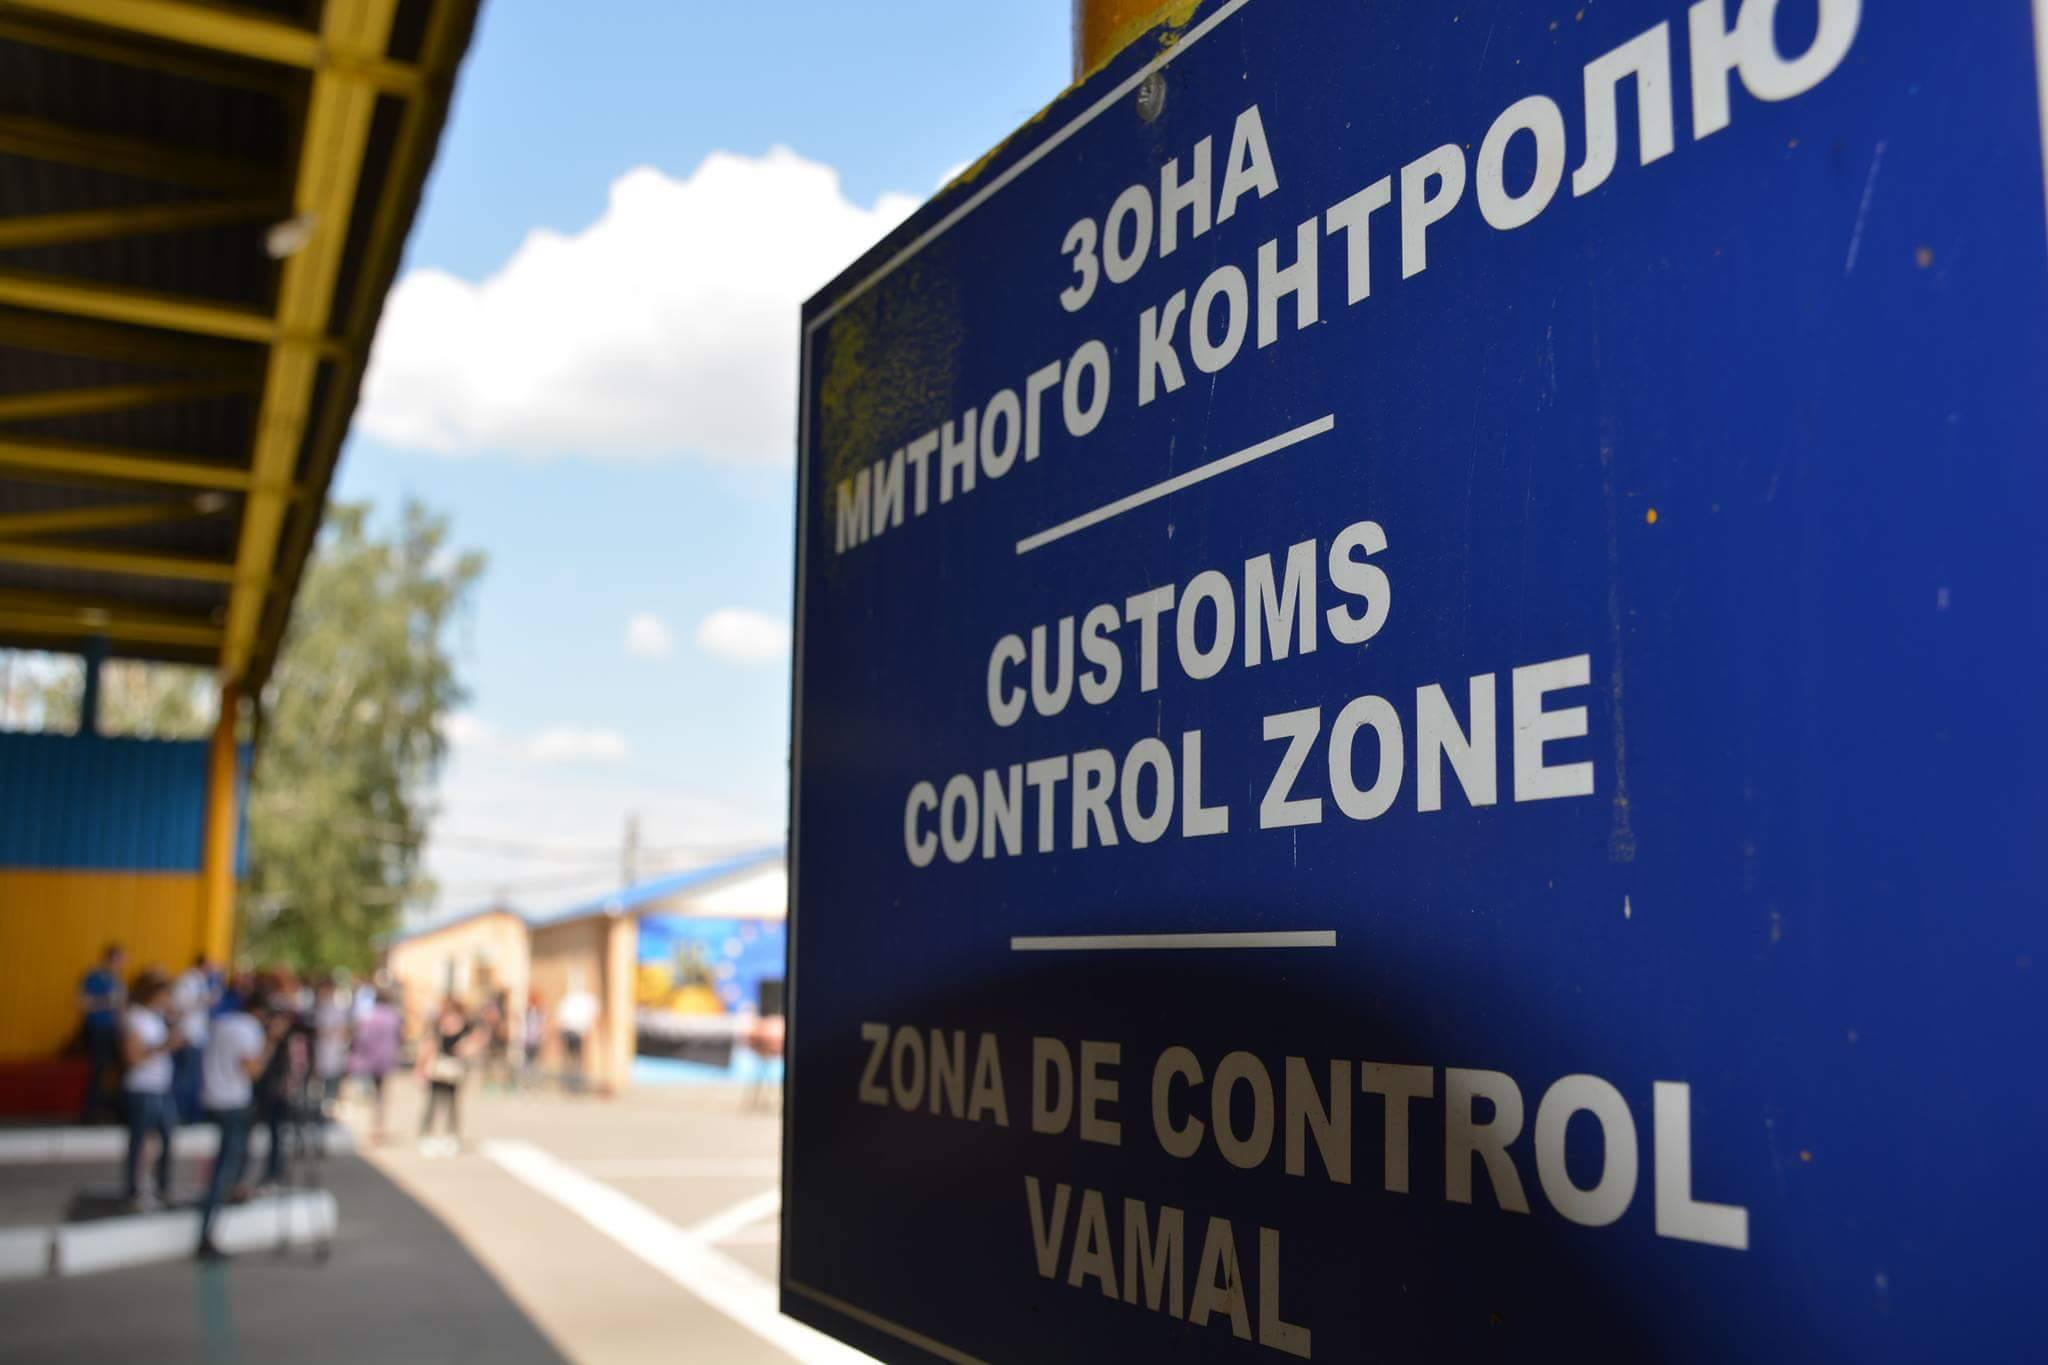 ЗОНА
МИТНОГО КОНТРОЛЮ
CUSTOMS
CONTROL ZONE
ZONA DE CONTROL
VAMAL